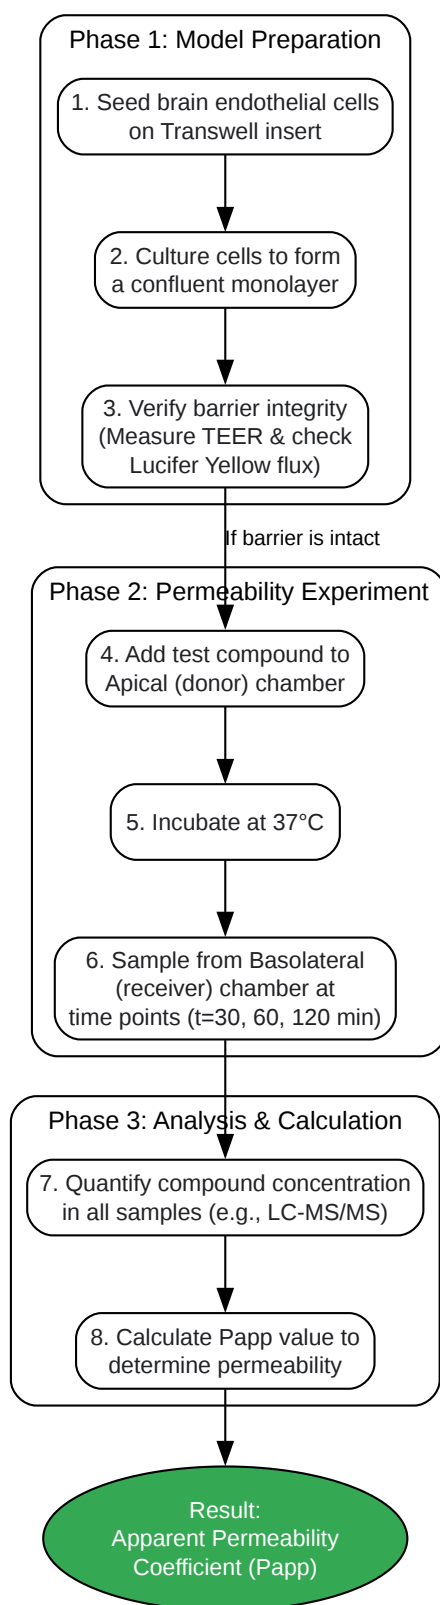 Phase 1: Model Preparation
1. Seed brain endothelial cells
on Transwell insert
2. Culture cells to form
a confluent monolayer
3. Verify barrier integrity
(Measure TEER & check
Lucifer Yellow flux)
If barrier is intact
Phase 2: Permeability Experiment
4. Add test compound to
Apical (donor) chamber
5. Incubate at 37°C
6. Sample from Basolateral
(receiver) chamber at
time points (t=30, 60, 120 min)
Phase 3: Analysis & Calculation
7. Quantify compound concentration
in all samples (e.g., LC-MS/MS)
8. Calculate Papp value to
determine permeability
Result:
Apparent Permeability
Coefficient (Papp)